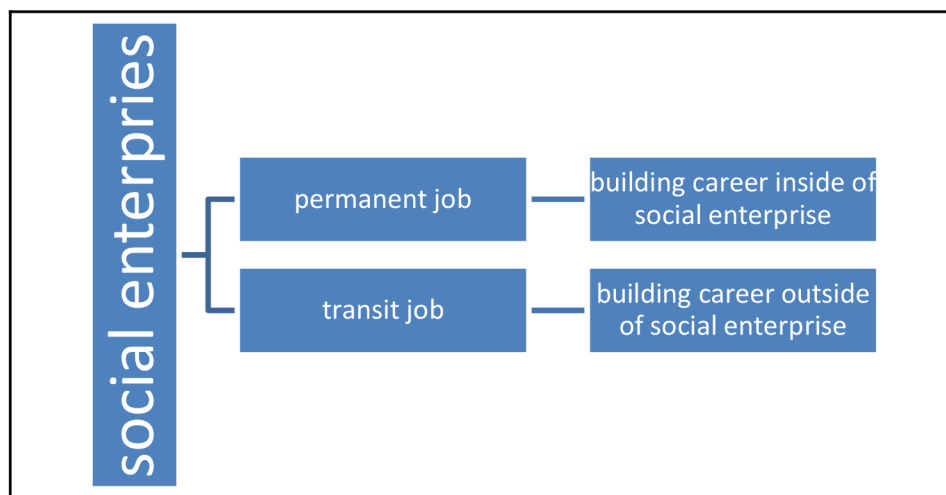 social enterpries
permanent job
building career inside of
social enterprise
transit job
building career outside
of social enterprise